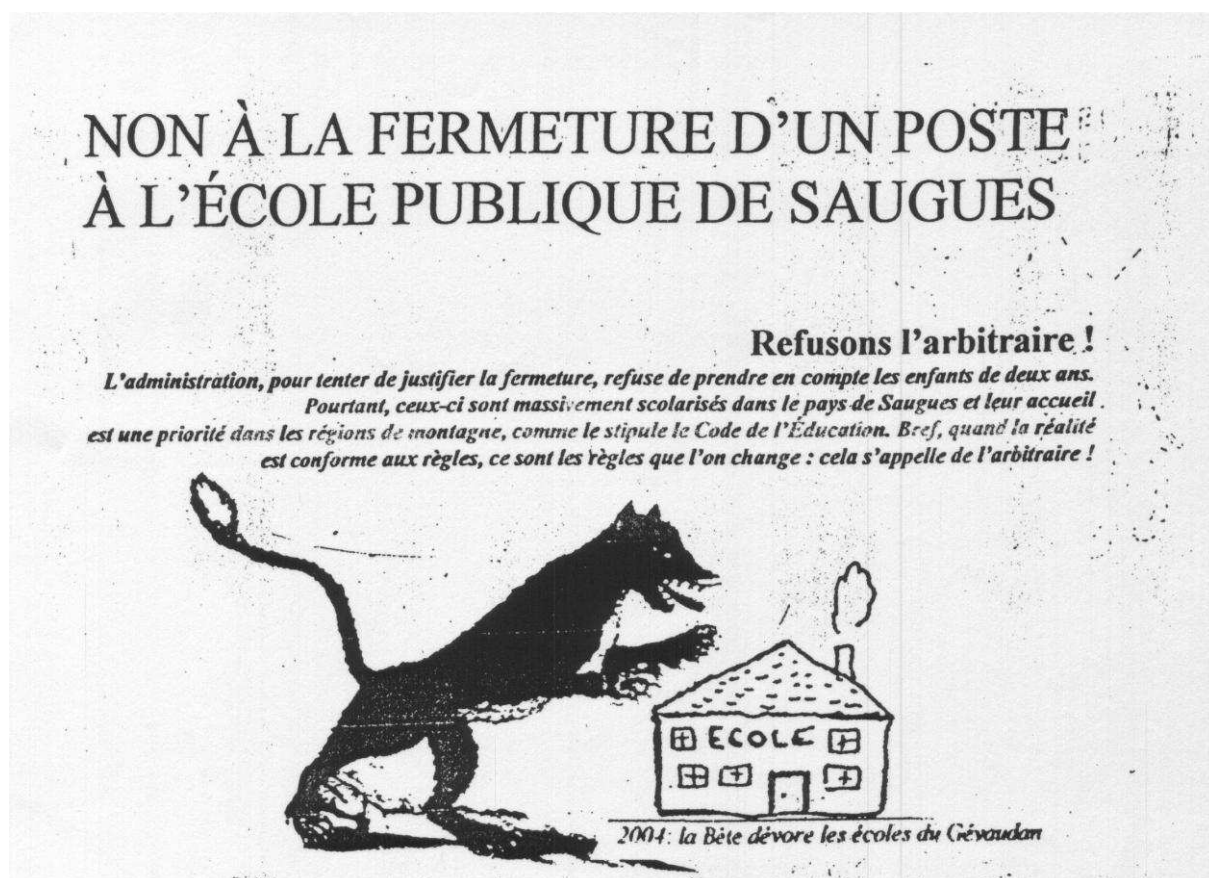 NON À LA FERMETURE D'UN POSTE
À L'ÉCOLE PUBLIQUE DE SAUGUES
Refusons l'arbitraire !
L'administration, pour tenter de justifier la fermeture, refuse de prendre en compte les enfants de deux ans.
Pourtant, ceux-ci sont massivement scolarisés dans le pays de Saugues et leur accueil
est une priorité dans les régions de montagne, comme le stipule le Code de l'Éducation. Bref, quand la réalité
est conforme aux règles, ce sont les règles que l'on change : cela s'appelle de l'arbitraire !
ECOLE
2004: la Bête dévore les écoles du Gévaudan